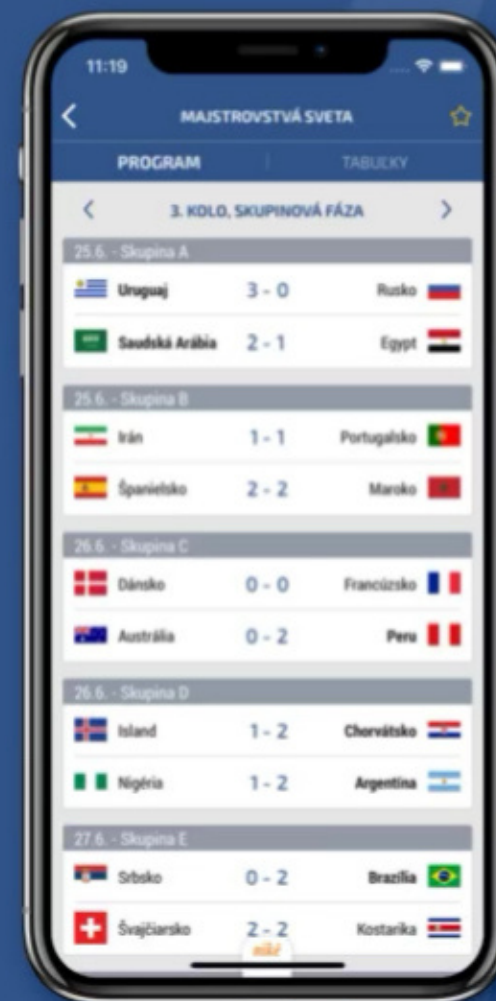 11:19
MAJSTROVSTVÁ SVETA
PROGRAM TABUĽKY
3. KOLO, SKUPINOVÁ FÁZA
25.6. - Skupina A
Uruguaj 3 - 0 Rusko
Saudská Arábia 2 - 1 Egypt
25.6. - Skupina B
Irán 1 - 1 Portugalsko
Španielsko 2 - 2 Maroko
26.6. - Skupina C
Dánsko 0 - 0 Francúzsko
Austrália 0 - 2 Peru
26.6. - Skupina D
Island 1 - 2 Chorvátsko
Nigéria 1 - 2 Argentína
27.6. - Skupina E
Srbsko 0 - 2 Brazília
Švajčiarsko 2 - 2 Kostarika
niké